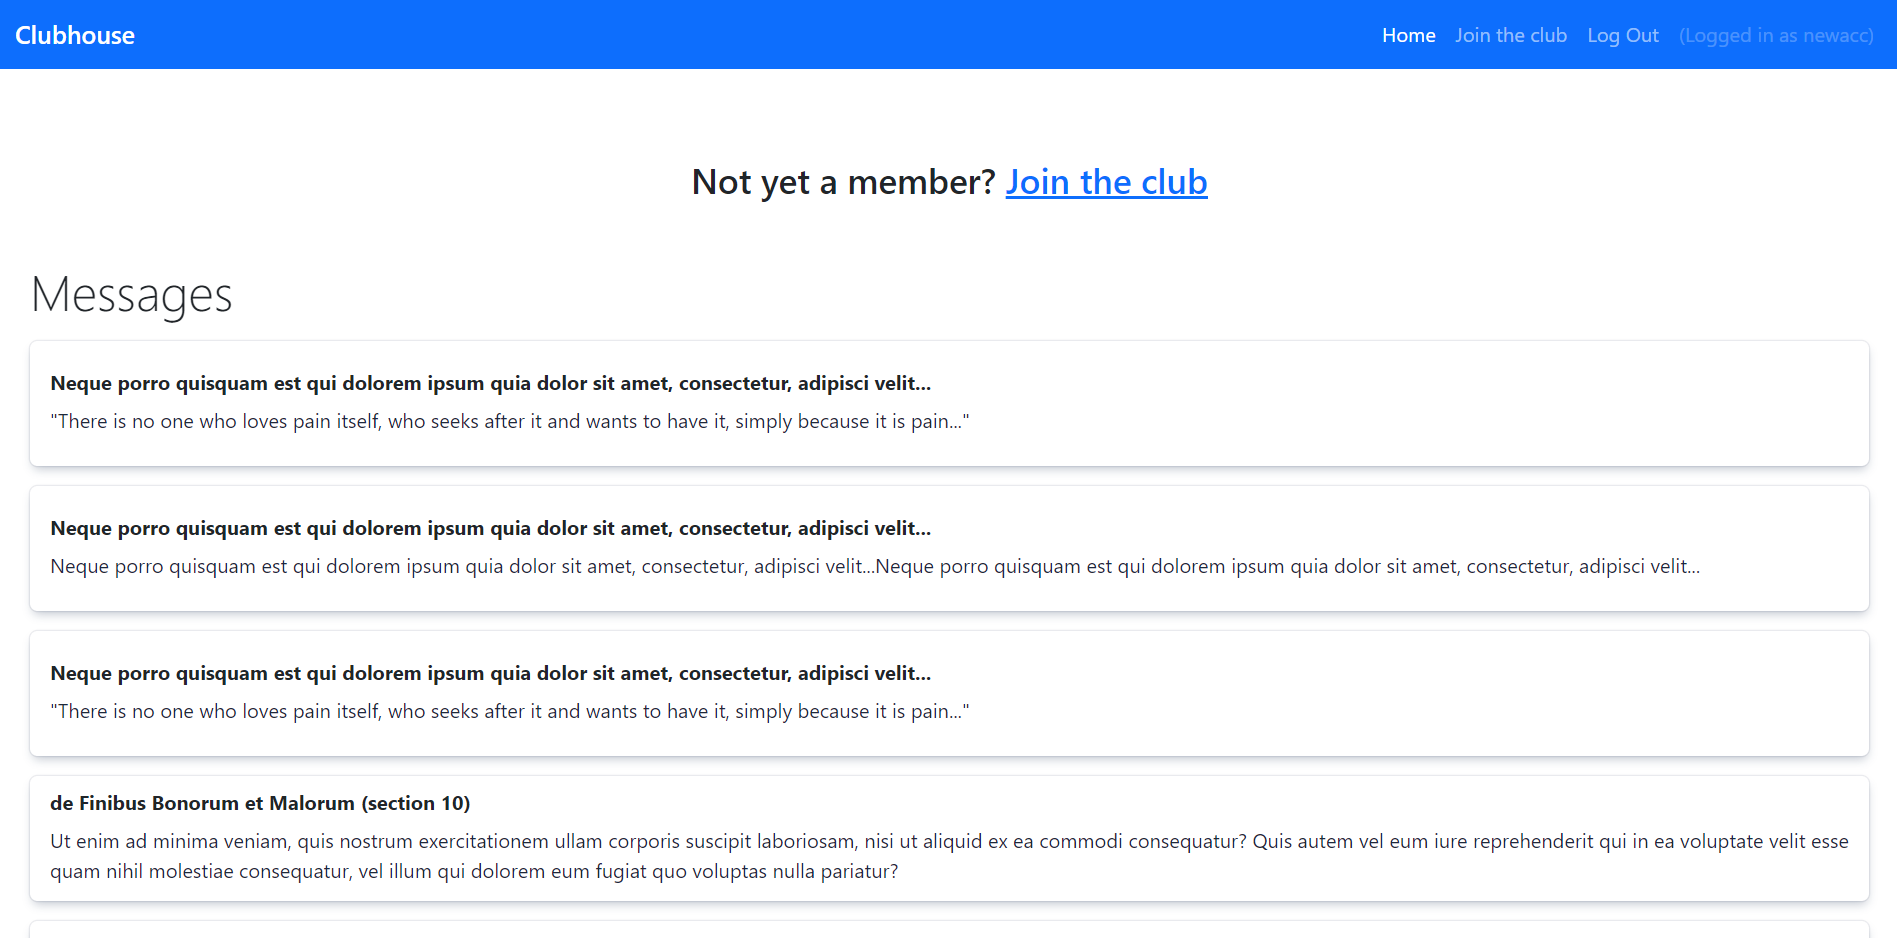 Clubhouse
Home Join the club Log Out (Logged in as newacc)
Not yet a member? Join the club
Messages
Neque porro quisquam est qui dolorem ipsum quia dolor sit amet, consectetur, adipisci velit...
"There is no one who loves pain itself, who seeks after it and wants to have it, simply because it is pain..."
Neque porro quisquam est qui dolorem ipsum quia dolor sit amet, consectetur, adipisci velit...
Neque porro quisquam est qui dolorem ipsum quia dolor sit amet, consectetur, adipisci velit...Neque porro quisquam est qui dolorem ipsum quia dolor sit amet, consectetur, adipisci velit...
Neque porro quisquam est qui dolorem ipsum quia dolor sit amet, consectetur, adipisci velit...
"There is no one who loves pain itself, who seeks after it and wants to have it, simply because it is pain..."
de Finibus Bonorum et Malorum (section 10)
Ut enim ad minima veniam, quis nostrum exercitationem ullam corporis suscipit laboriosam, nisi ut aliquid ex ea commodi consequatur? Quis autem vel eum iure reprehenderit qui in ea voluptate velit esse
quam nihil molestiae consequatur, vel illum qui dolorem eum fugiat quo voluptas nulla pariatur?